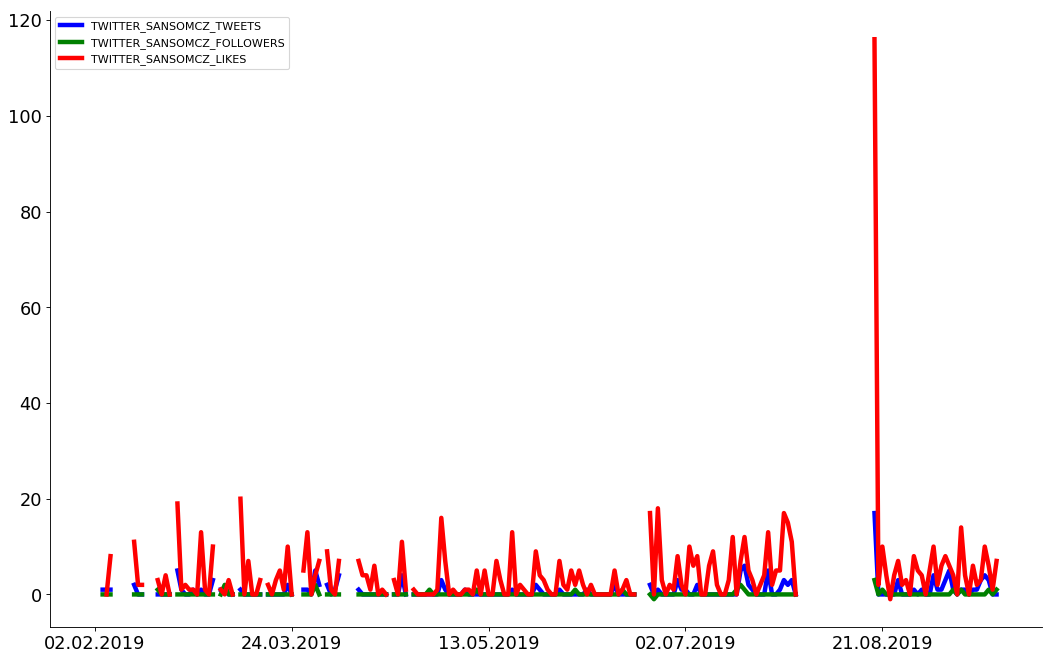 120
TWITTER_SANSOMCZ_TWEETS
TWITTER_SANSOMCZ_FOLLOWERS
TWITTER_SANSOMCZ_LIKES
100
80
60
40
20
0
02.02.2019 24.03.2019 13.05.2019 02.07.2019 21.08.2019